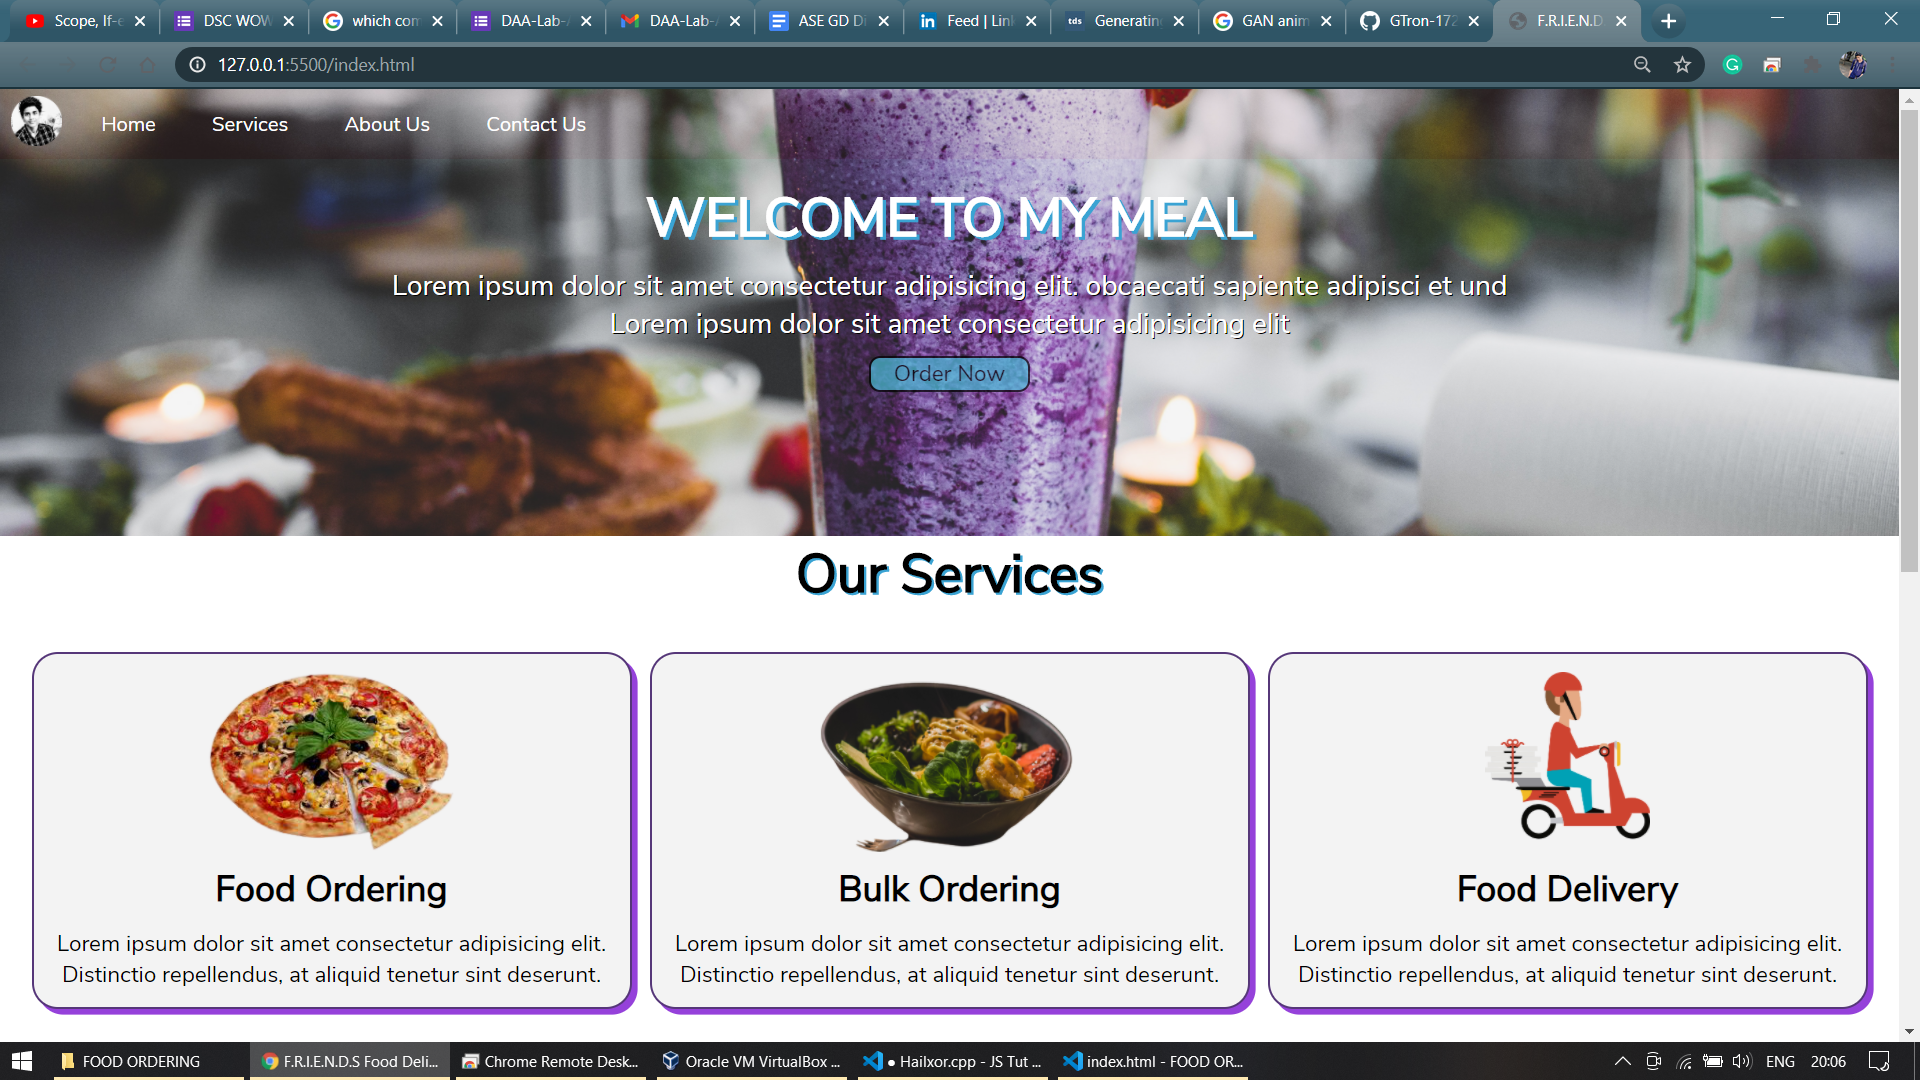 Scope, If-e
DSC WOW
which com
DAA-Lab-
DAA-Lab-
ASE GD Di
Feed | Link
tds
Generating
GAN anim
GTron-172
F.R.I.E.N.D
127.0.0.1:5500/index.html
Home
Services
About Us
Contact Us
WELCOME TO MY MEAL
Lorem ipsum dolor sit amet consectetur adipisicing elit. obcaecati sapiente adipisci et und
Lorem ipsum dolor sit amet consectetur adipisicing elit
Order Now
Our Services
Food Ordering
Lorem ipsum dolor sit amet consectetur adipisicing elit.
Distinctio repellendus, at aliquid tenetur sint deserunt.
Bulk Ordering
Lorem ipsum dolor sit amet consectetur adipisicing elit.
Distinctio repellendus, at aliquid tenetur sint deserunt.
Food Delivery
Lorem ipsum dolor sit amet consectetur adipisicing elit.
Distinctio repellendus, at aliquid tenetur sint deserunt.
FOOD ORDERING
F.R.I.E.N.D.S Food Deli...
Chrome Remote Desk...
Oracle VM VirtualBox ...
● Hailxor.cpp - JS Tut ...
index.html - FOOD OR...
ENG
20:06